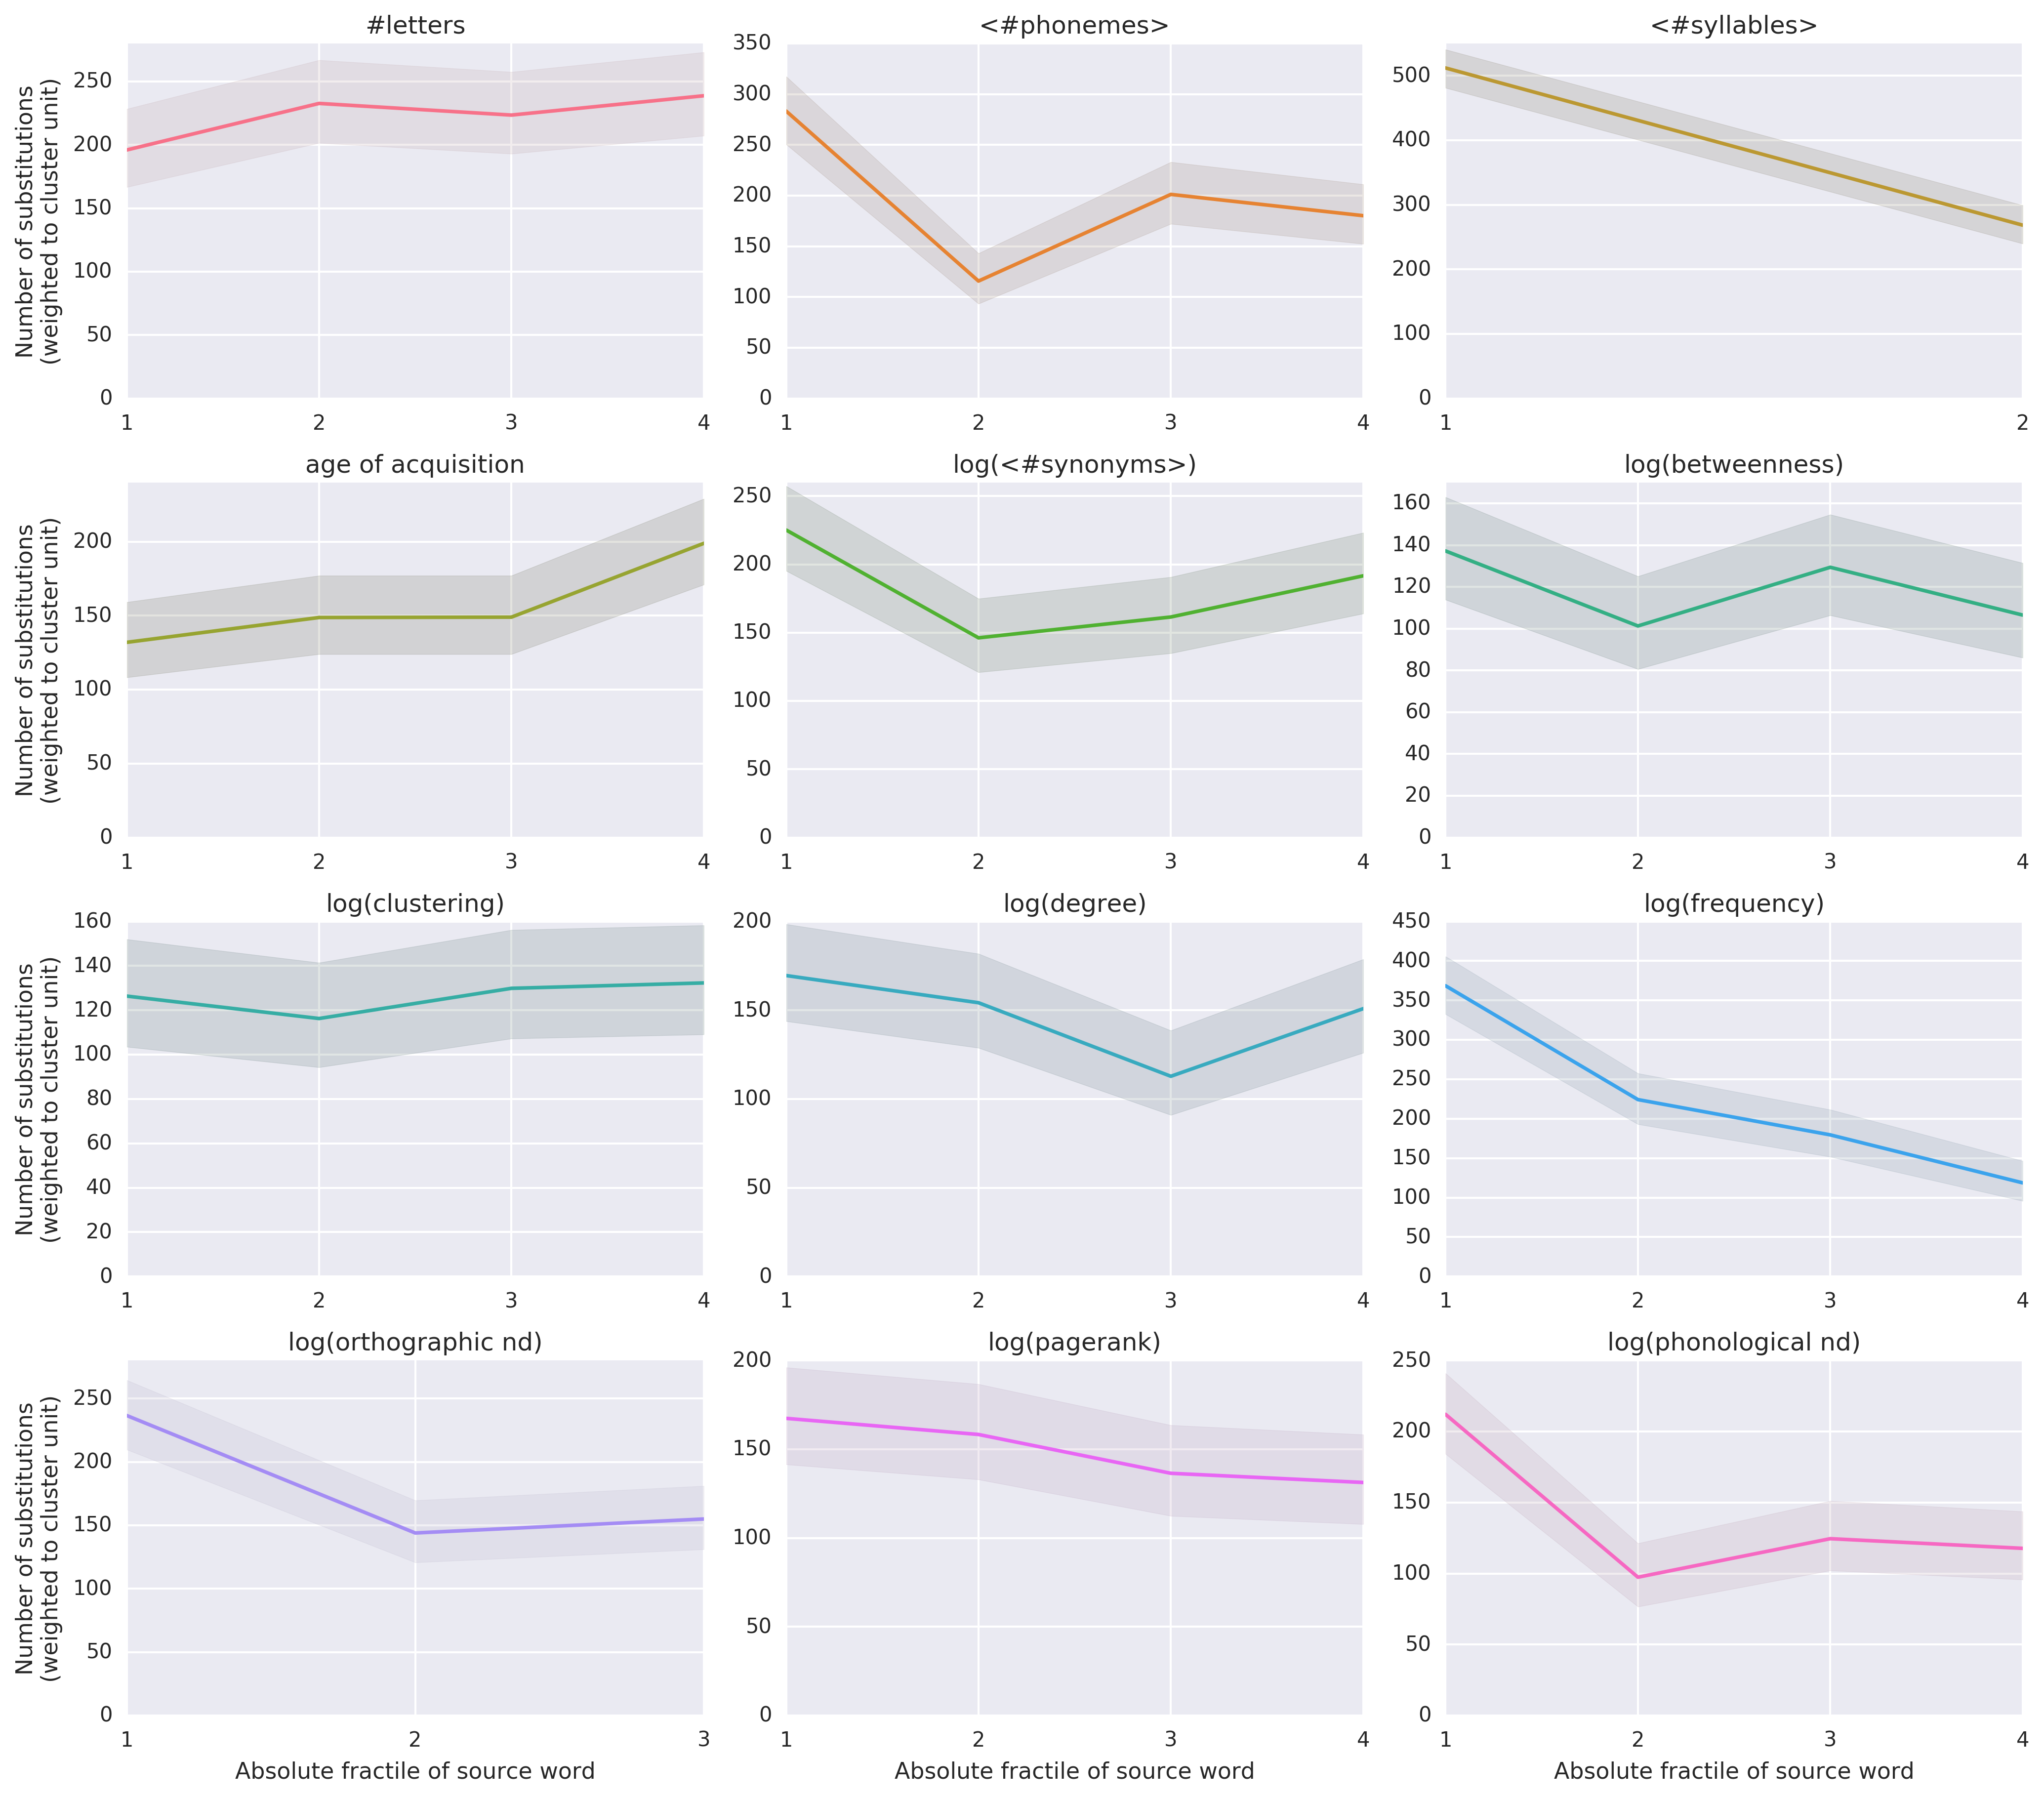 #letters
<#phonemes>
<#syllables>
Number of substitutions
(weighted to cluster unit)
250
200
150
100
50
0
1 2 3 4
350
300
250
200
150
100
50
0
1 2 3 4
500
400
300
200
100
0
1 2
age of acquisition
log(<#synonyms>)
log(betweenness)
Number of substitutions
(weighted to cluster unit)
200
150
100
50
0
1 2 3 4
250
200
150
100
50
0
1 2 3 4
160
140
120
100
80
60
40
20
0
1 2 3 4
log(clustering)
log(degree)
log(frequency)
Number of substitutions
(weighted to cluster unit)
160
140
120
100
80
60
40
20
0
1 2 3 4
200
150
100
50
0
1 2 3 4
450
400
350
300
250
200
150
100
50
0
1 2 3 4
log(orthographic nd)
log(pagerank)
log(phonological nd)
Number of substitutions
(weighted to cluster unit)
250
200
150
100
50
0
1 2 3
Absolute fractile of source word
200
150
100
50
0
1 2 3 4
Absolute fractile of source word
250
200
150
100
50
0
1 2 3 4
Absolute fractile of source word